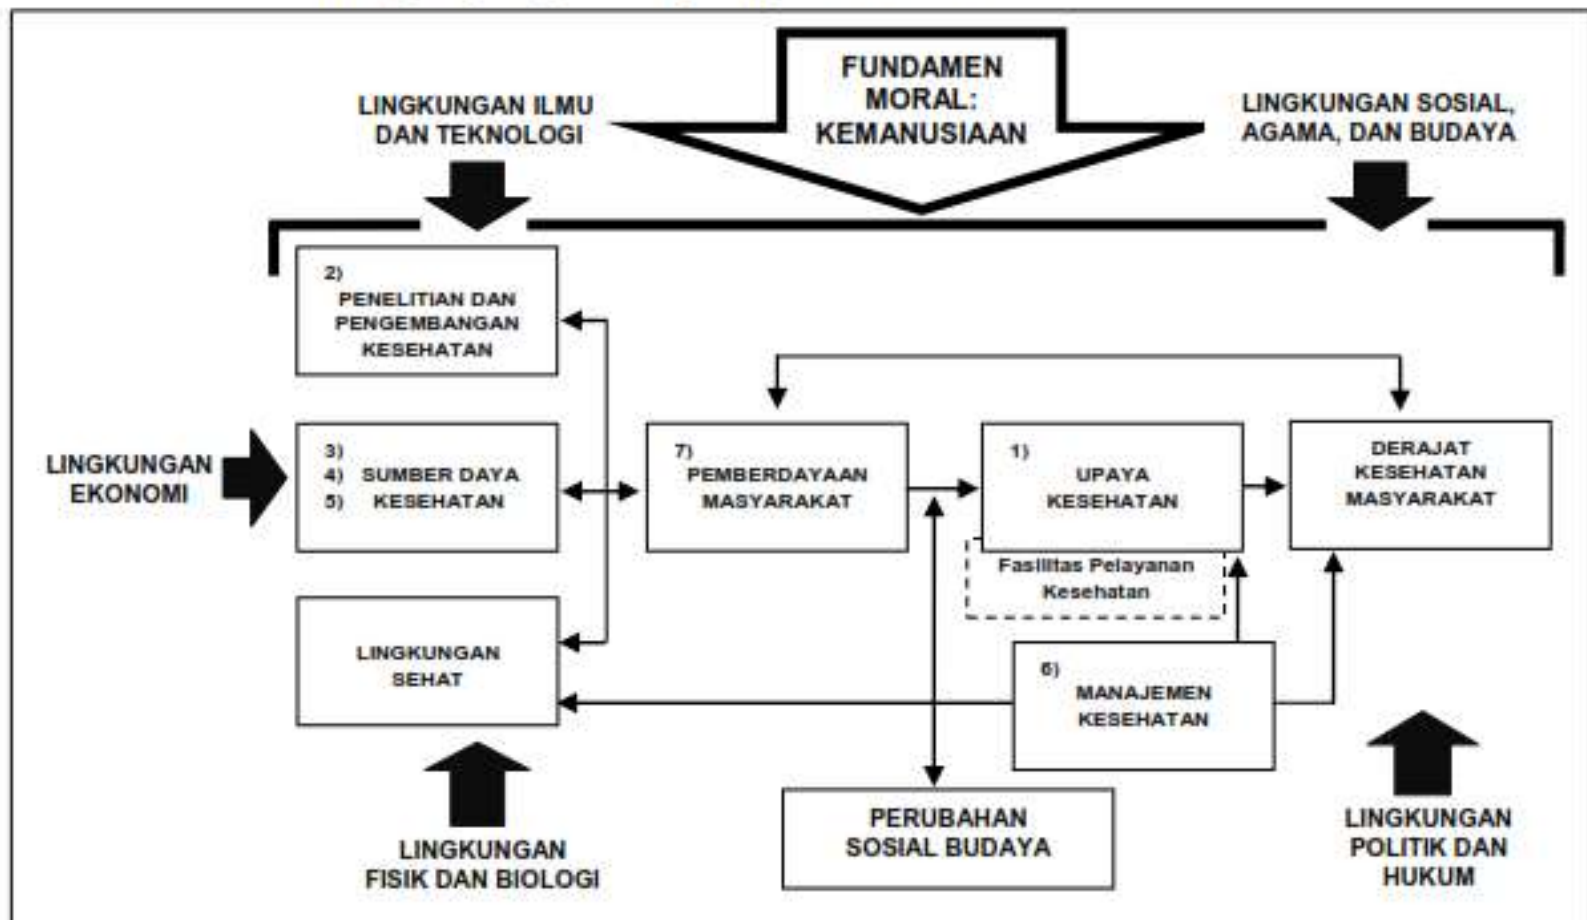 FUNDAMEN
MORAL:
KEMANUSIAAN
LINGKUNGAN ILMU
DAN TEKNOLOGI
LINGKUNGAN SOSIAL,
AGAMA, DAN BUDAYA
2)
PENELITIAN DAN
PENGEMBANGAN
KESEHATAN
LINGKUNGAN
EKONOMI
3)
4) SUMBER DAYA
5) KESEHATAN
7)
PEMBERDAYAAN
MASYARAKAT
1)
UPAYA
KESEHATAN
DERAJAT
KESEHATAN
MASYARAKAT
Fasilitas Pelayanan
Kesehatan
LINGKUNGAN
SEHAT
6)
MANAJEMEN
KESEHATAN
PERUBAHAN
SOSIAL BUDAYA
LINGKUNGAN
FISIK DAN BIOLOGI
LINGKUNGAN
POLITIK DAN
HUKUM